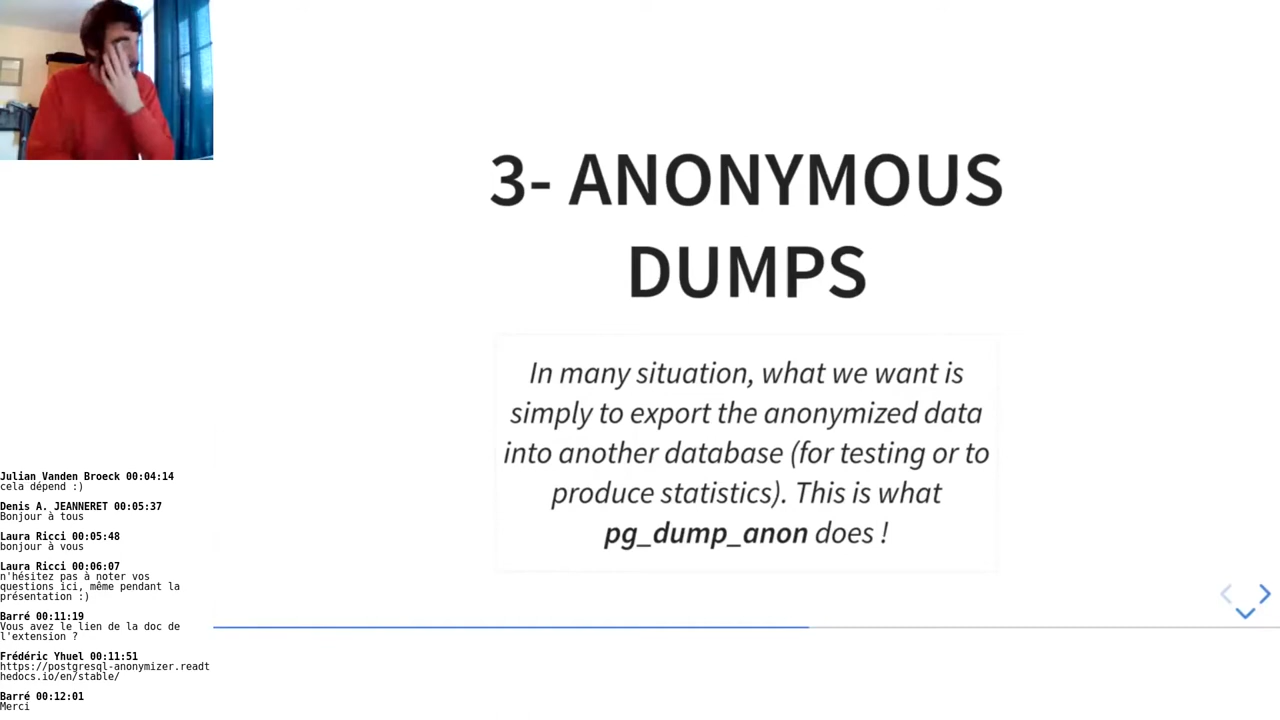 3- ANONYMOUS
DUMPS
In many situation, what we want is
simply to export the anonymized data
into another database (for testing or to
produce statistics). This is what
pg_dump_anon does !
Julian Vanden Broeck 00:04:14
cela dépend :)
Denis A. JEANNERET 00:05:37
Bonjour à tous
Laura Ricci 00:05:48
bonjour à vous
Laura Ricci 00:06:07
n'hésitez pas à noter vos
questions ici, même pendant la
présentation :)
Barré 00:11:19
Vous avez le lien de la doc de
l'extension ?
Frédéric Yhuel 00:11:51
https://postgresql-anonymizer.readt
hedocs.io/en/stable/
Barré 00:12:01
Merci